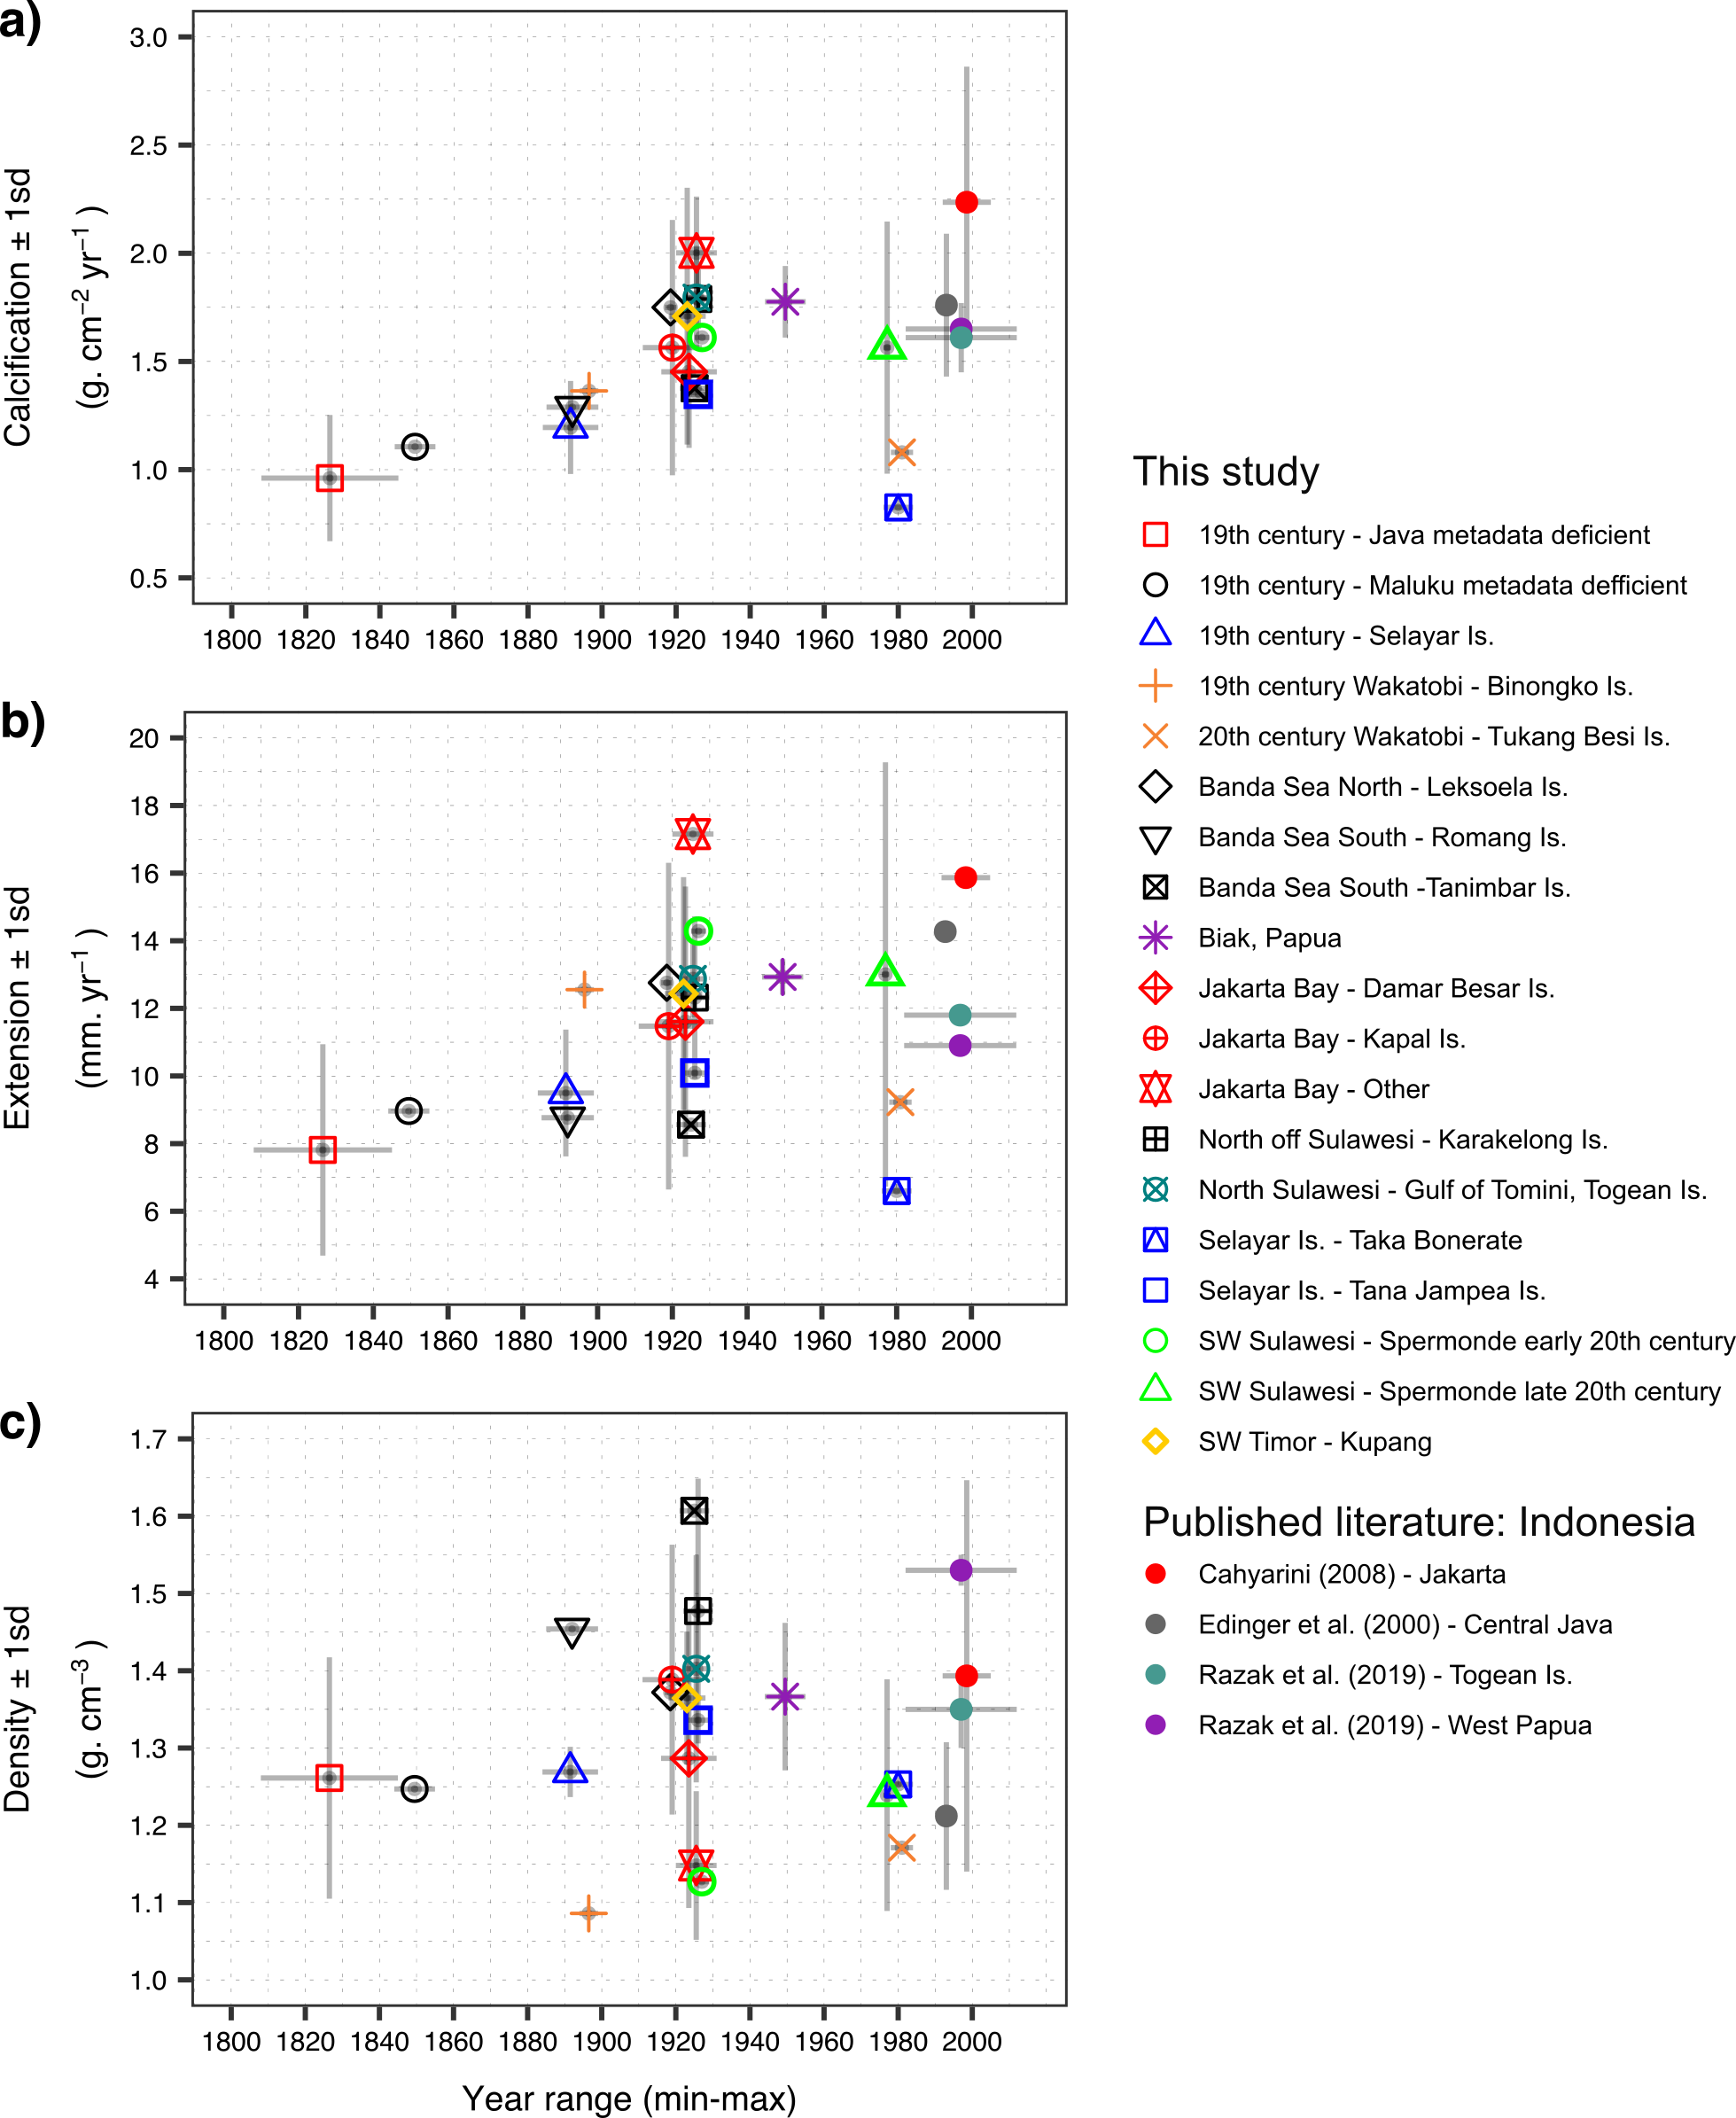 a)
3.0
2.5
2.0
1.5
1.0
0.5
Calcification ± 1sd
(g. cm−2 yr−1 )
1800 1820 1840 1860 1880 1900 1920 1940 1960 1980 2000
b)
20
18
16
14
12
10
8
6
4
Extension ± 1sd
(mm. yr−1 )
1800 1820 1840 1860 1880 1900 1920 1940 1960 1980 2000
c)
1.7
1.6
1.5
1.4
1.3
1.2
1.1
1.0
Density ± 1sd
(g. cm−3 )
1800 1820 1840 1860 1880 1900 1920 1940 1960 1980 2000
Year range (min-max)
This study
19th century - Java metadata deficient
19th century - Maluku metadata defficient
19th century - Selayar Is.
19th century Wakatobi - Binongko Is.
20th century Wakatobi - Tukang Besi Is.
Banda Sea North - Leksoela Is.
Banda Sea South - Romang Is.
Banda Sea South -Tanimbar Is.
Biak, Papua
Jakarta Bay - Damar Besar Is.
Jakarta Bay - Kapal Is.
Jakarta Bay - Other
North off Sulawesi - Karakelong Is.
North Sulawesi - Gulf of Tomini, Togean Is.
Selayar Is. - Taka Bonerate
Selayar Is. - Tana Jampea Is.
SW Sulawesi - Spermonde early 20th century
SW Sulawesi - Spermonde late 20th century
SW Timor - Kupang
Published literature: Indonesia
Cahyarini (2008) - Jakarta
Edinger et al. (2000) - Central Java
Razak et al. (2019) - Togean Is.
Razak et al. (2019) - West Papua